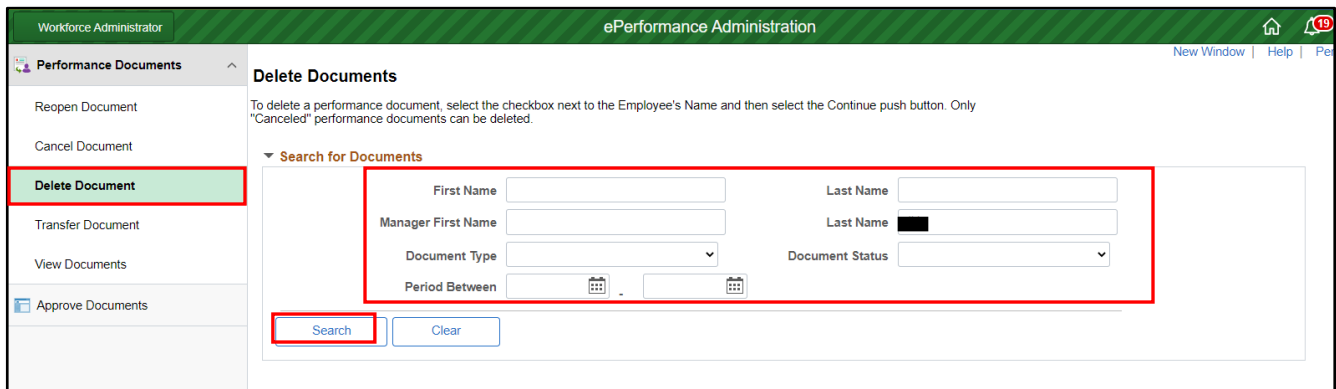 Workforce Administrator
ePerformance Administration
19
New Window | Help | Per
Performance Documents
Reopen Document
Cancel Document
Delete Document
Transfer Document
View Documents
Approve Documents
Delete Documents
To delete a performance document, select the checkbox next to the Employee's Name and then select the Continue push button. Only
"Canceled" performance documents can be deleted.
Search for Documents
First Name
Last Name
Manager First Name
Last Name
Document Type
Document Status
Period Between
-
Search
Clear